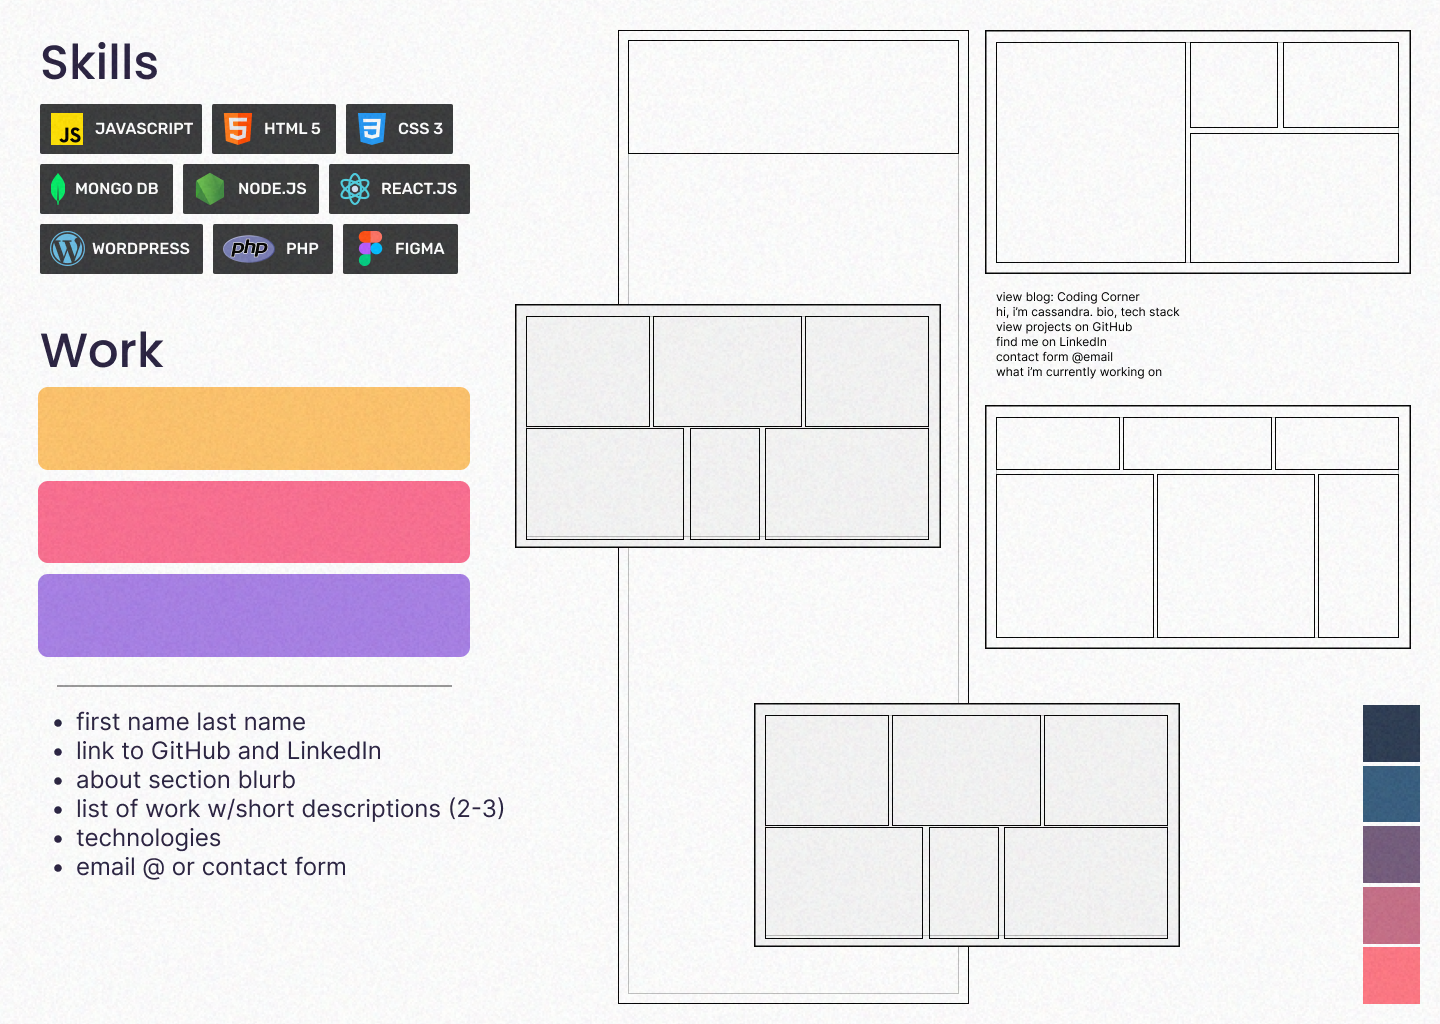 Skills
JS JAVASCRIPT
5 HTML 5
3 CSS 3
MONGO DB
NODE.JS
REACT.JS
W WORDPRESS
php PHP
FIGMA
Work
• first name last name
• link to GitHub and LinkedIn
• about section blurb
• list of work w/short descriptions (2-3)
• technologies
• email @ or contact form
view blog: Coding Corner
hi, i'm cassandra. bio, tech stack
view projects on GitHub
find me on LinkedIn
contact form @email
what i'm currently working on